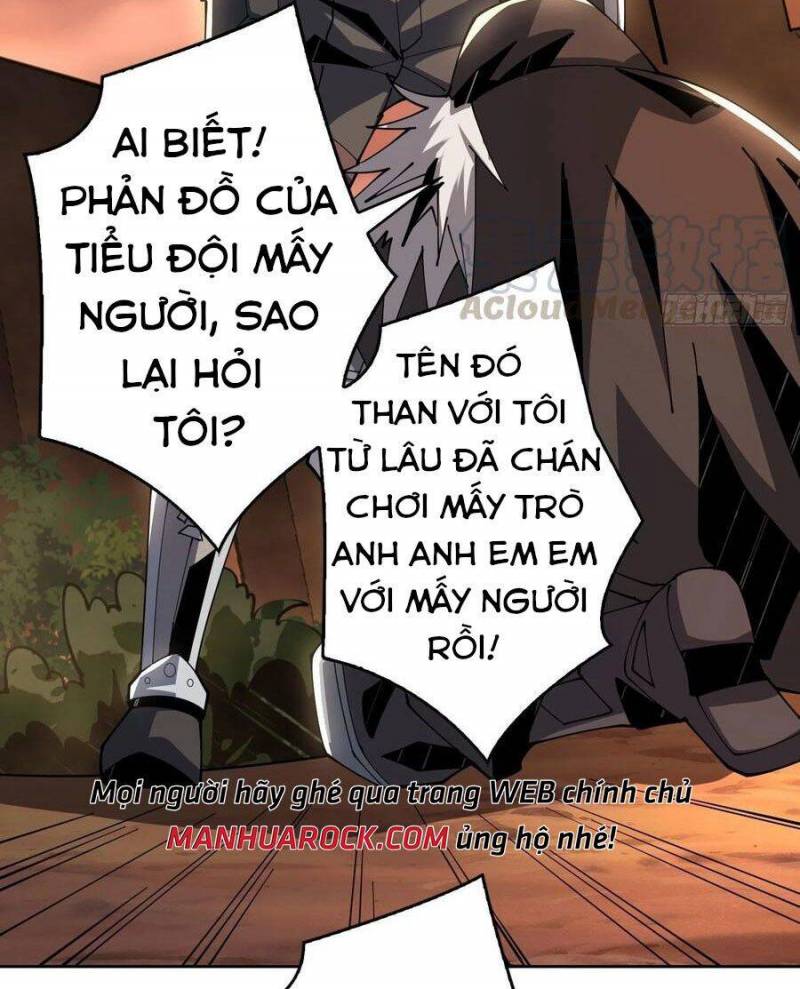 AI BIẾT!
PHẢN ĐỒ CỦA
TIỂU ĐỘI MẤY
NGƯỜI, SAO
LẠI HỎI
TÔI?
TÊN ĐÓ
THAN VỚI TÔI
TỪ LÂU ĐÃ CHÁN
CHƠI MẤY TRÒ
ANH ANH EM EM
VỚI MẤY NGƯỜI
RỒI!
Mọi người hãy ghé qua trang WEB chính chủ
MANHUAROCK.COM ủng hộ nhé!